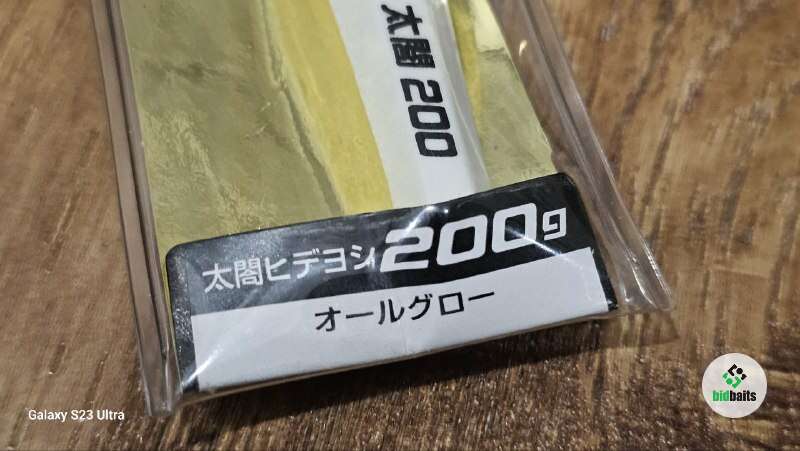 太閤 200
太閤ヒデヨシ200g
オールグロー
Galaxy S23 Ultra
bidbaits